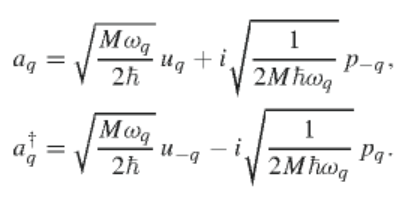 $a_q = \sqrt{\frac{M\omega_q}{2\hbar}}\, u_q + i\sqrt{\frac{1}{2M\hbar\omega_q}}\, p_{-q},$
$a_q^\dagger = \sqrt{\frac{M\omega_q}{2\hbar}}\, u_{-q} - i\sqrt{\frac{1}{2M\hbar\omega_q}}\, p_q.$